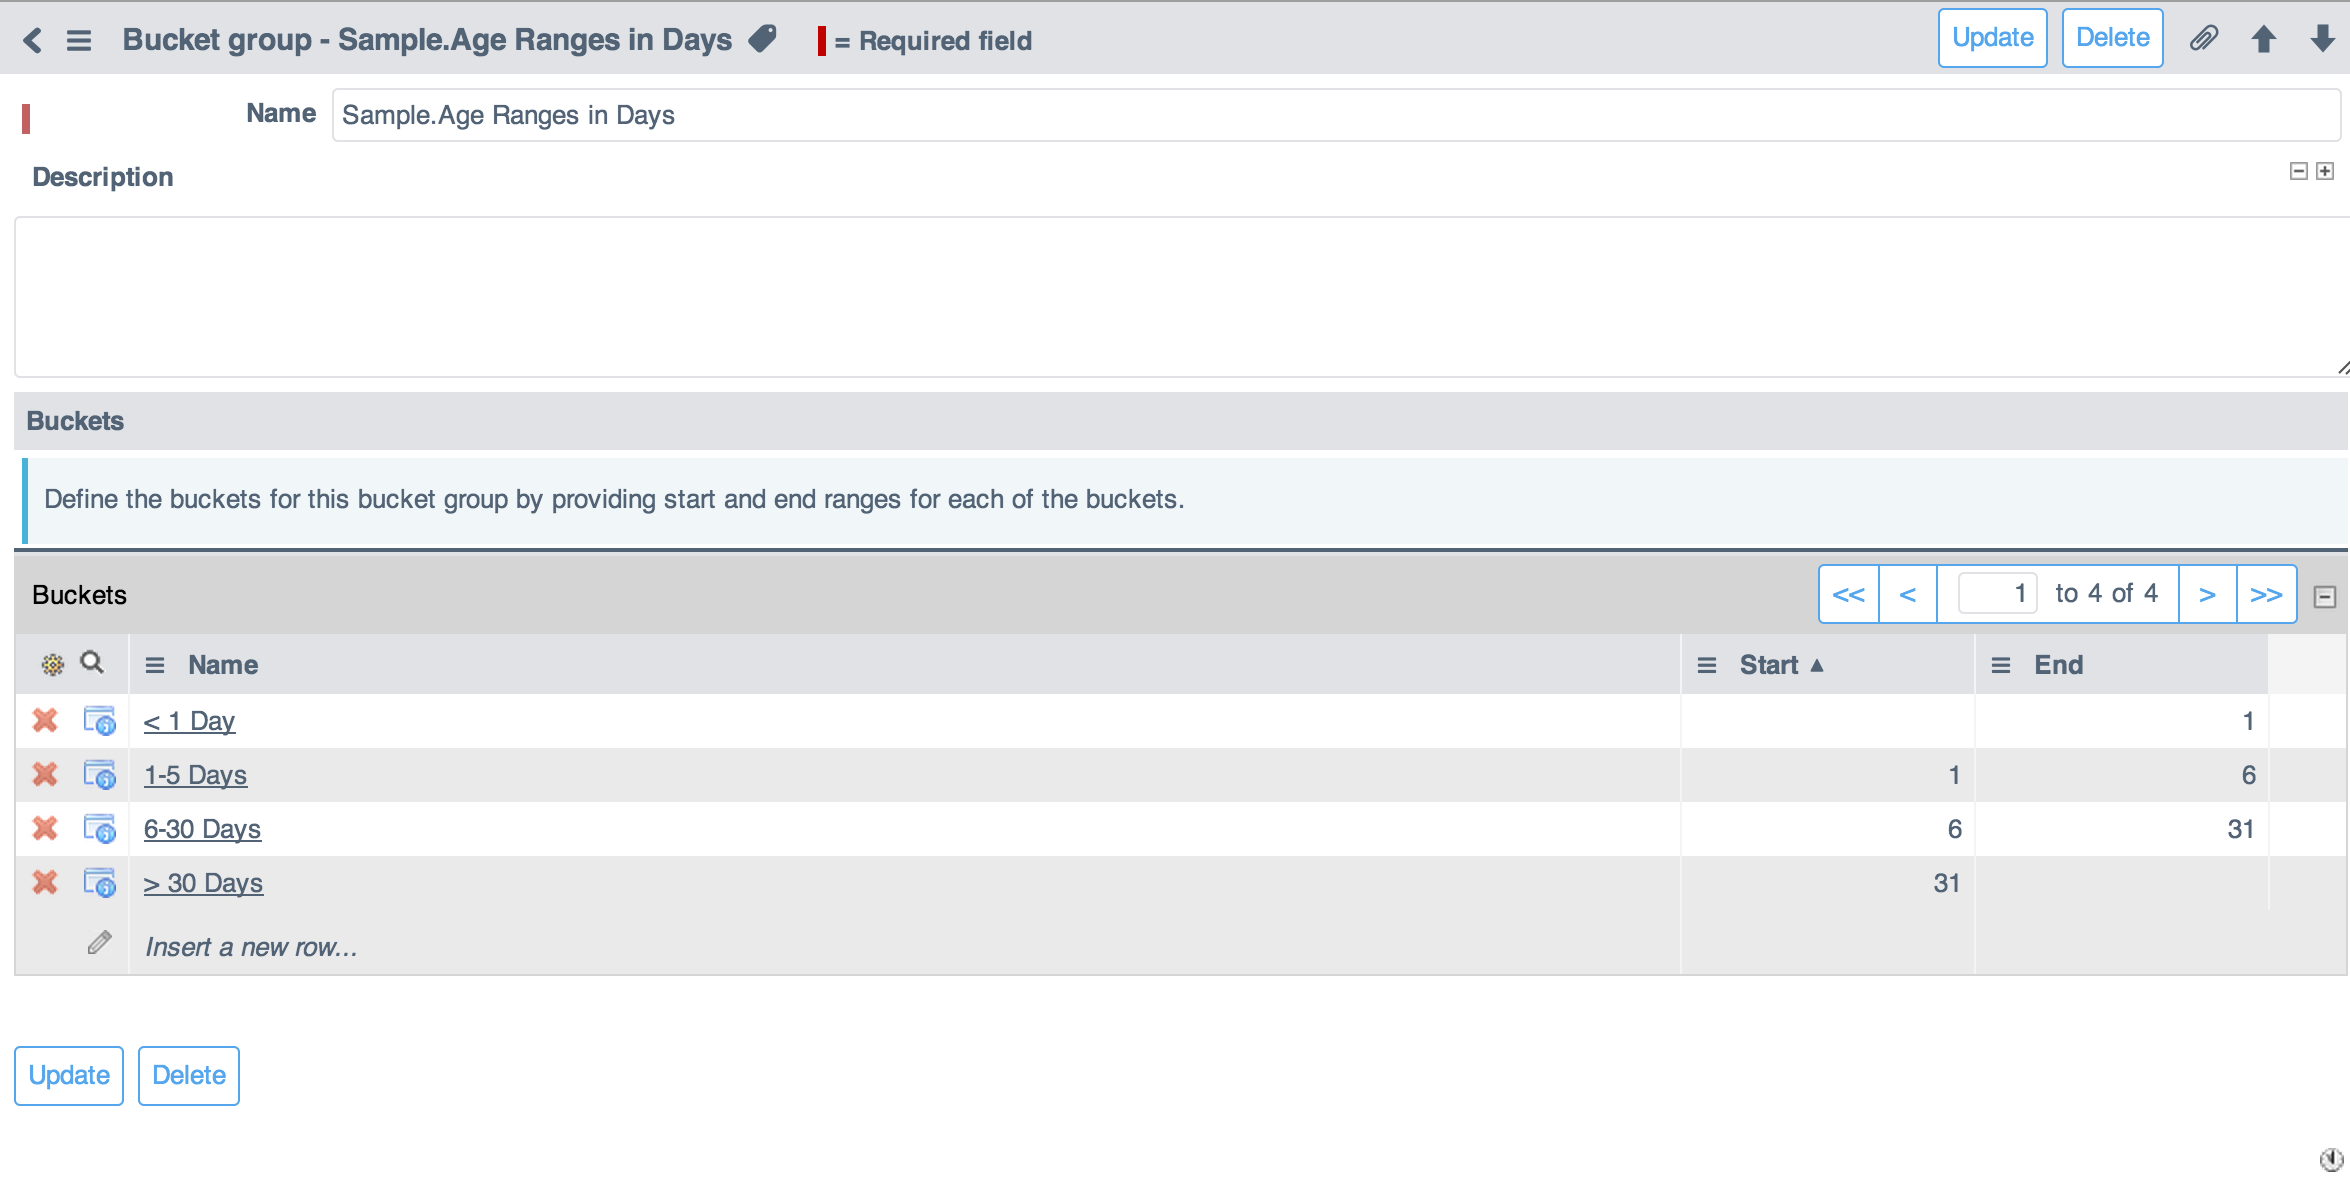 Bucket group - Sample.Age Ranges in Days = Required field Update Delete
Name Sample.Age Ranges in Days
Description
Buckets
Define the buckets for this bucket group by providing start and end ranges for each of the buckets.
Buckets << < 1 to 4 of 4 > >>
Name Start ▲ End
< 1 Day 1
1-5 Days 1 6
6-30 Days 6 31
> 30 Days 31
Insert a new row...
Update Delete